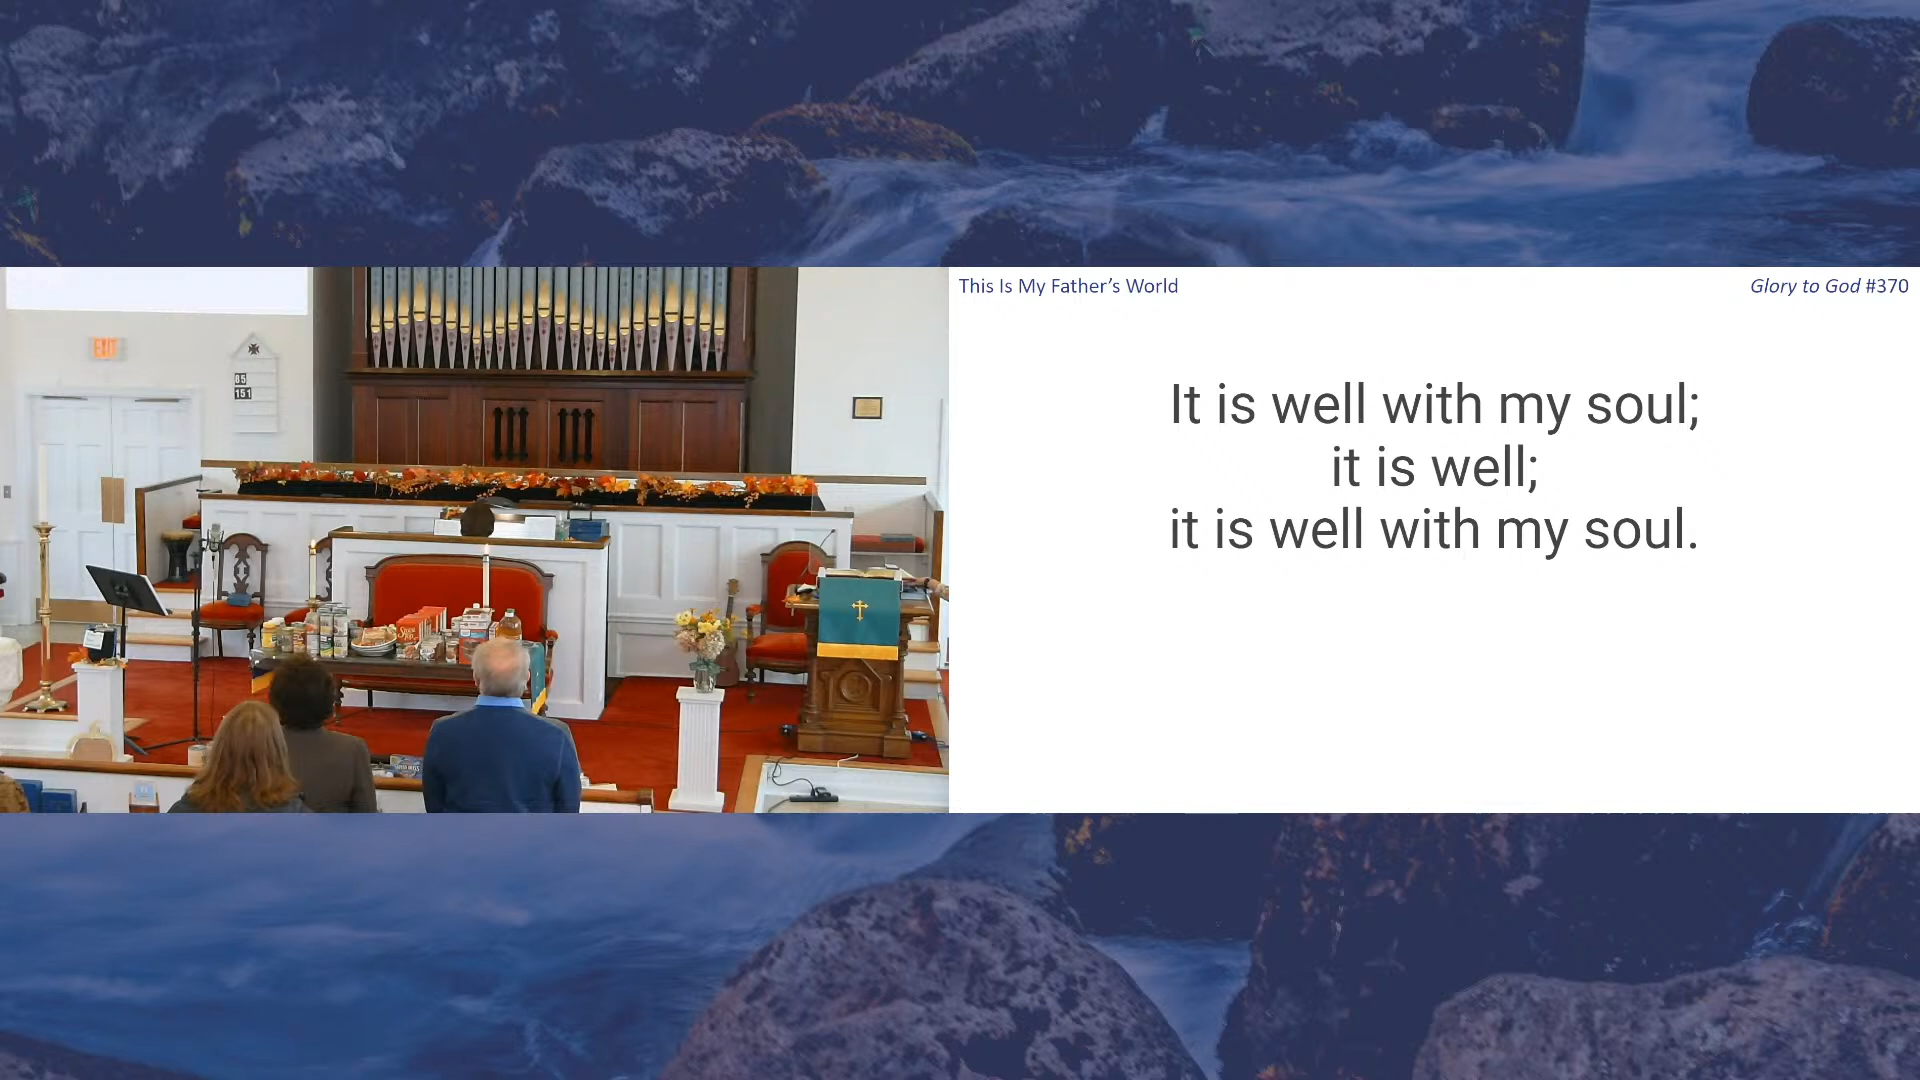 This Is My Father’s World
Glory to God #370
It is well with my soul;
it is well;
it is well with my soul.
EXIT
85
151